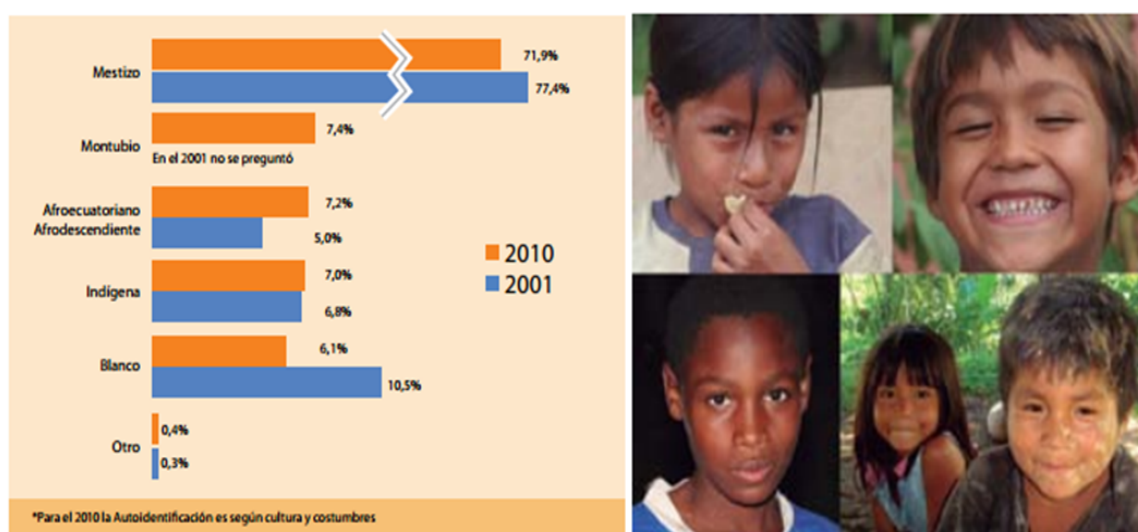 Mestizo
71,9%
77,4%
Montubio
7,4%
En el 2001 no se preguntó
Afroecuatoriano
Afrodescendiente
7,2%
5,0%
Indígena
7,0%
6,8%
Blanco
6,1%
10,5%
Otro
0,4%
0,3%
2010
2001
*Para el 2010 la Autoidentificación es según cultura y costumbres